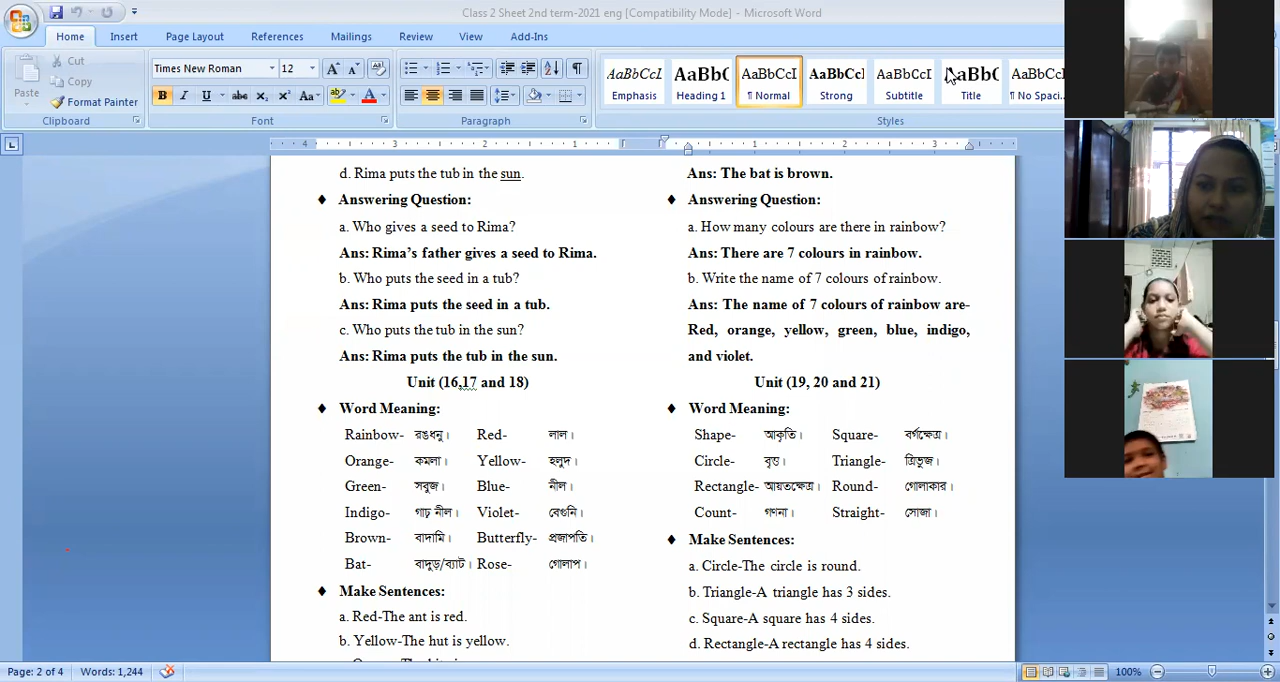 Class 2 Sheet 2nd term-2021 eng [Compatibility Mode] - Microsoft Word
Home Insert Page Layout References Mailings Review View Add-Ins
Cut
Copy
Format Painter
Paste
Clipboard
Times New Roman 12
Font
Paragraph
AaBbCcI AaBbC AaBbCcI AaBbCcI AaBbCcI AaBbC AaBbCcI
Emphasis Heading 1 ¶ Normal Strong Subtitle Title ¶ No Spaci...
Styles
d. Rima puts the tub in the sun.
♦ Answering Question:
a. Who gives a seed to Rima?
Ans: Rima's father gives a seed to Rima.
b. Who puts the seed in a tub?
Ans: Rima puts the seed in a tub.
c. Who puts the tub in the sun?
Ans: Rima puts the tub in the sun.
Unit (16,17 and 18)
♦ Word Meaning:
Rainbow- রঙধনু। Red- লাল।
Orange- কমলা। Yellow- হলুদ।
Green- সবুজ। Blue- নীল।
Indigo- গাঢ় নীল। Violet- বেগুনি।
Brown- বাদামি। Butterfly- প্রজাপতি।
Bat- বাদুড়/ব্যাট। Rose- গোলাপ।
♦ Make Sentences:
a. Red-The ant is red.
b. Yellow-The hut is yellow.
Ans: The bat is brown.
♦ Answering Question:
a. How many colours are there in rainbow?
Ans: There are 7 colours in rainbow.
b. Write the name of 7 colours of rainbow.
Ans: The name of 7 colours of rainbow are-
Red, orange, yellow, green, blue, indigo,
and violet.
Unit (19, 20 and 21)
♦ Word Meaning:
Shape- আকৃতি। Square- বর্গক্ষেত্র।
Circle- বৃত্ত। Triangle- ত্রিভুজ।
Rectangle- আয়তক্ষেত্র। Round- গোলাকার।
Count- গণনা। Straight- সোজা।
♦ Make Sentences:
a. Circle-The circle is round.
b. Triangle-A triangle has 3 sides.
c. Square-A square has 4 sides.
d. Rectangle-A rectangle has 4 sides.
Page: 2 of 4 Words: 1,244 100%